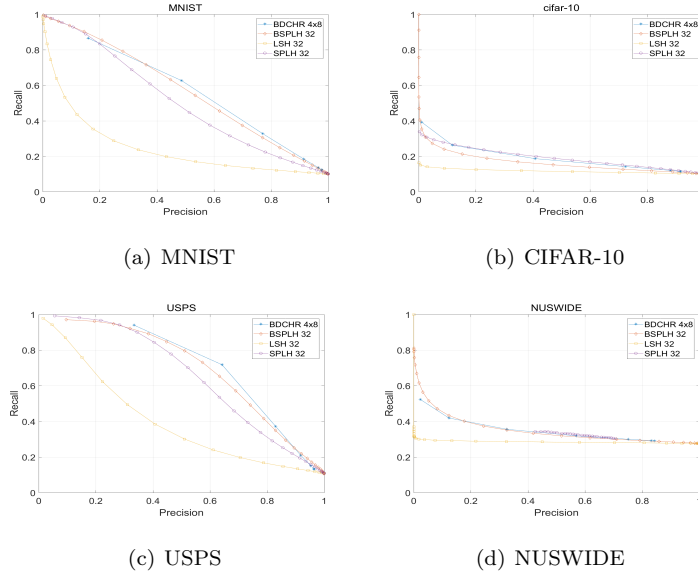 MNIST
1
0.8
0.6
0.4
0.2
0
Recall
0 0.2 0.4 0.6 0.8 1
Precision
BDCHR 4x8
BSPLH 32
LSH 32
SPLH 32
(a) MNIST
cifar-10
1
0.8
0.6
0.4
0.2
0
Recall
0 0.2 0.4 0.6 0.8
Precision
BDCHR 4x8
BSPLH 32
LSH 32
SPLH 32
(b) CIFAR-10
USPS
1
0.8
0.6
0.4
0.2
0
Recall
0 0.2 0.4 0.6 0.8 1
Precision
BDCHR 4x8
BSPLH 32
LSH 32
SPLH 32
(c) USPS
NUSWIDE
1
0.8
0.6
0.4
0.2
0
Recall
0 0.2 0.4 0.6 0.8
Precision
BDCHR 4x8
BSPLH 32
LSH 32
SPLH 32
(d) NUSWIDE